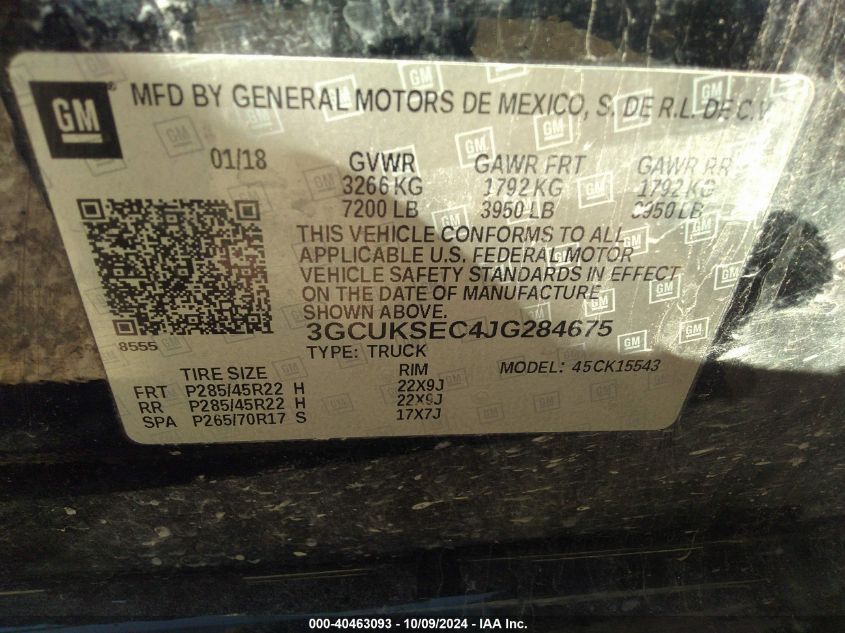 GM
MFD BY GENERAL MOTORS DE MEXICO, S. DE R.L. DE C.V
01/18 GVWR GAWR FRT GAWR RR
3266 KG 1792 KG 1792 KG
7200 LB 3950 LB 3950 LB
THIS VEHICLE CONFORMS TO ALL
APPLICABLE U.S. FEDERAL MOTOR
VEHICLE SAFETY STANDARDS IN EFFECT
ON THE DATE OF MANUFACTURE
SHOWN ABOVE.
3GCUKSEC4JG284675
8555
TYPE: TRUCK
TIRE SIZE RIM MODEL: 45CK15543
FRT P285/45R22 H 22X9J
RR P285/45R22 H 22X9J
SPA P265/70R17 S 17X7J
000-40463093 - 10/09/2024 - IAA Inc.